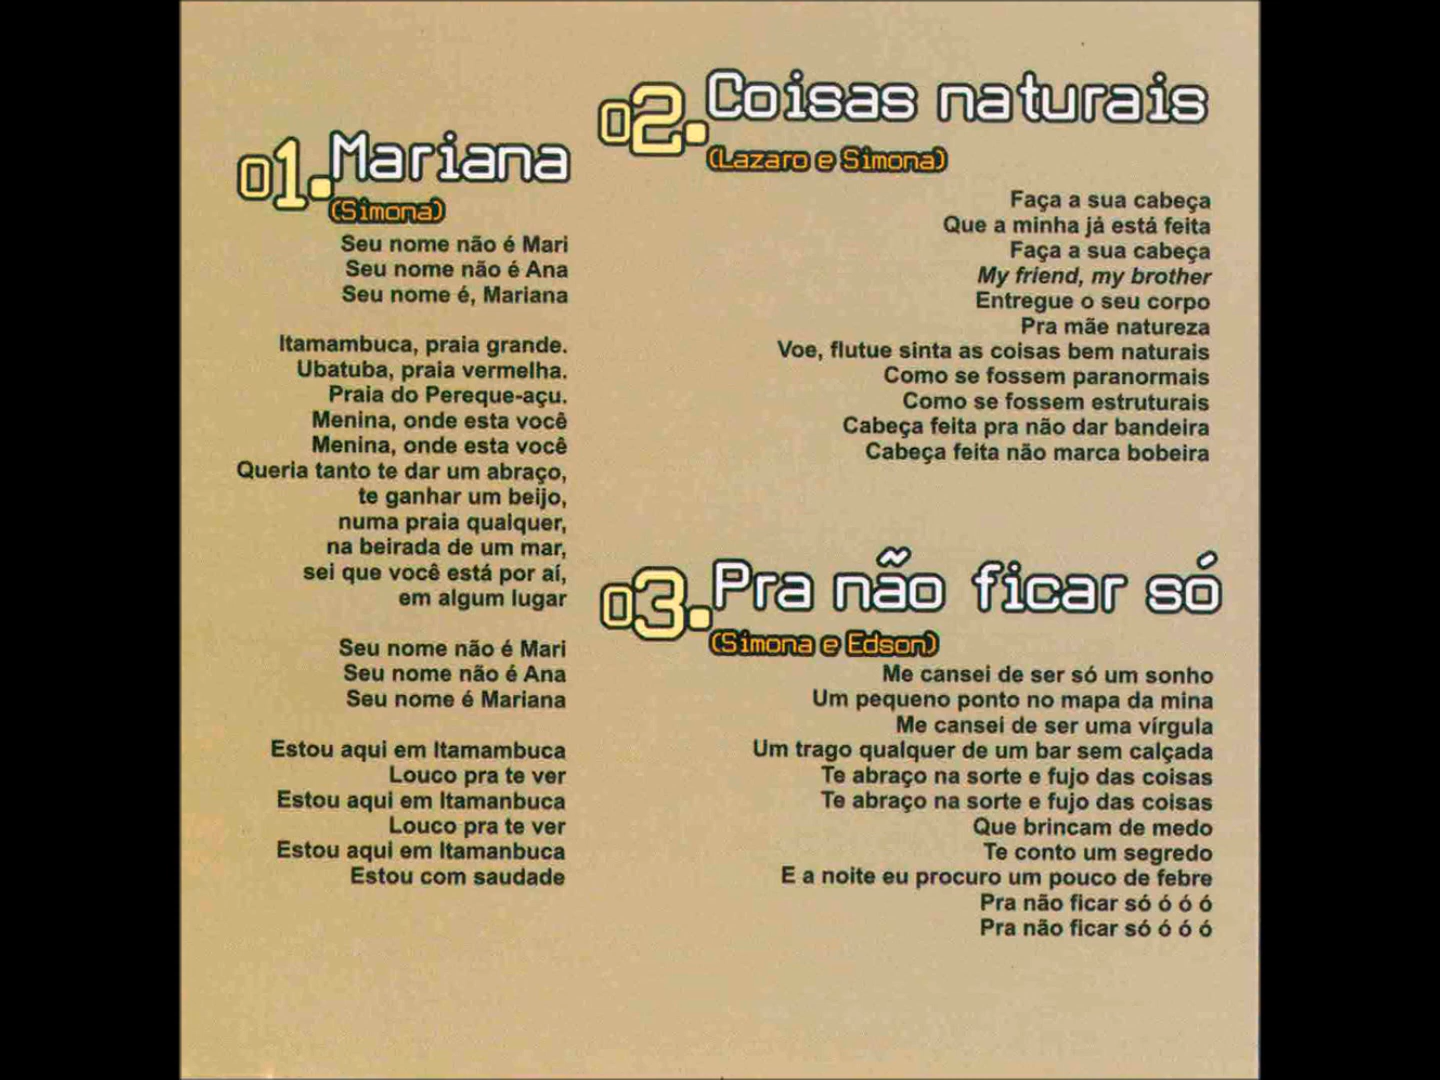 01. Mariana
(Simona)
Seu nome não é Mari
Seu nome não é Ana
Seu nome é, Mariana
Itamambuca, praia grande.
Ubatuba, praia vermelha.
Praia do Pereque-açu.
Menina, onde esta você
Menina, onde esta você
Queria tanto te dar um abraço,
te ganhar um beijo,
numa praia qualquer,
na beirada de um mar,
sei que você está por aí,
em algum lugar
Seu nome não é Mari
Seu nome não é Ana
Seu nome é Mariana
Estou aqui em Itamambuca
Louco pra te ver
Estou aqui em Itamanbuca
Louco pra te ver
Estou aqui em Itamanbuca
Estou com saudade
02. Coisas naturais
(Lazaro e Simona)
Faça a sua cabeça
Que a minha já está feita
Faça a sua cabeça
My friend, my brother
Entregue o seu corpo
Pra mãe natureza
Voe, flutue sinta as coisas bem naturais
Como se fossem paranormais
Como se fossem estruturais
Cabeça feita pra não dar bandeira
Cabeça feita não marca bobeira
03. Pra não ficar só
(Simona e Edson)
Me cansei de ser só um sonho
Um pequeno ponto no mapa da mina
Me cansei de ser uma vírgula
Um trago qualquer de um bar sem calçada
Te abraço na sorte e fujo das coisas
Te abraço na sorte e fujo das coisas
Que brincam de medo
Te conto um segredo
E a noite eu procuro um pouco de febre
Pra não ficar só ó ó ó
Pra não ficar só ó ó ó